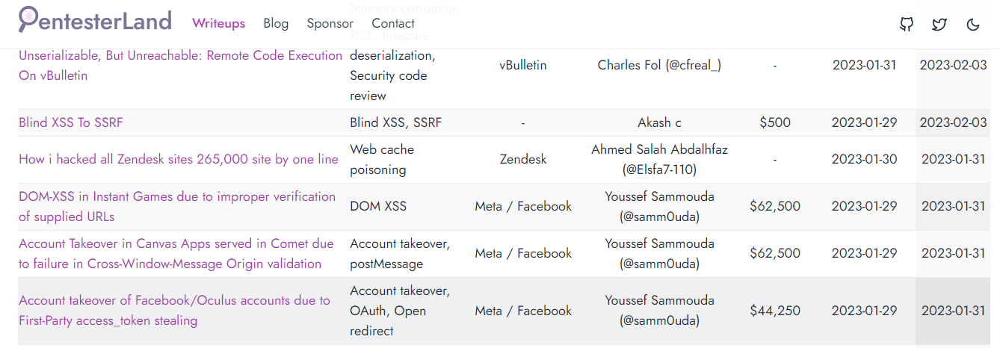 Memory corruption
PentesterLand Writeups Blog Sponsor Contact
RCE, Insecure
Unserializable, But Unreachable: Remote Code Execution
On vBulletin
deserialization,
Security code
review
vBulletin
Charles Fol (@cfreal_)
-
2023-01-31
2023-02-03
Blind XSS To SSRF
Blind XSS, SSRF
-
Akash c
$500
2023-01-29
2023-02-03
How i hacked all Zendesk sites 265,000 site by one line
Web cache
poisoning
Zendesk
Ahmed Salah Abdalhfaz
(@Elsfa7-110)
-
2023-01-30
2023-01-31
DOM-XSS in Instant Games due to improper verification
of supplied URLs
DOM XSS
Meta / Facebook
Youssef Sammouda
(@samm0uda)
$62,500
2023-01-29
2023-01-31
Account Takeover in Canvas Apps served in Comet due
to failure in Cross-Window-Message Origin validation
Account takeover,
postMessage
Meta / Facebook
Youssef Sammouda
(@samm0uda)
$62,500
2023-01-29
2023-01-31
Account takeover of Facebook/Oculus accounts due to
First-Party access_token stealing
Account takeover,
OAuth, Open
redirect
Meta / Facebook
Youssef Sammouda
(@samm0uda)
$44,250
2023-01-29
2023-01-31